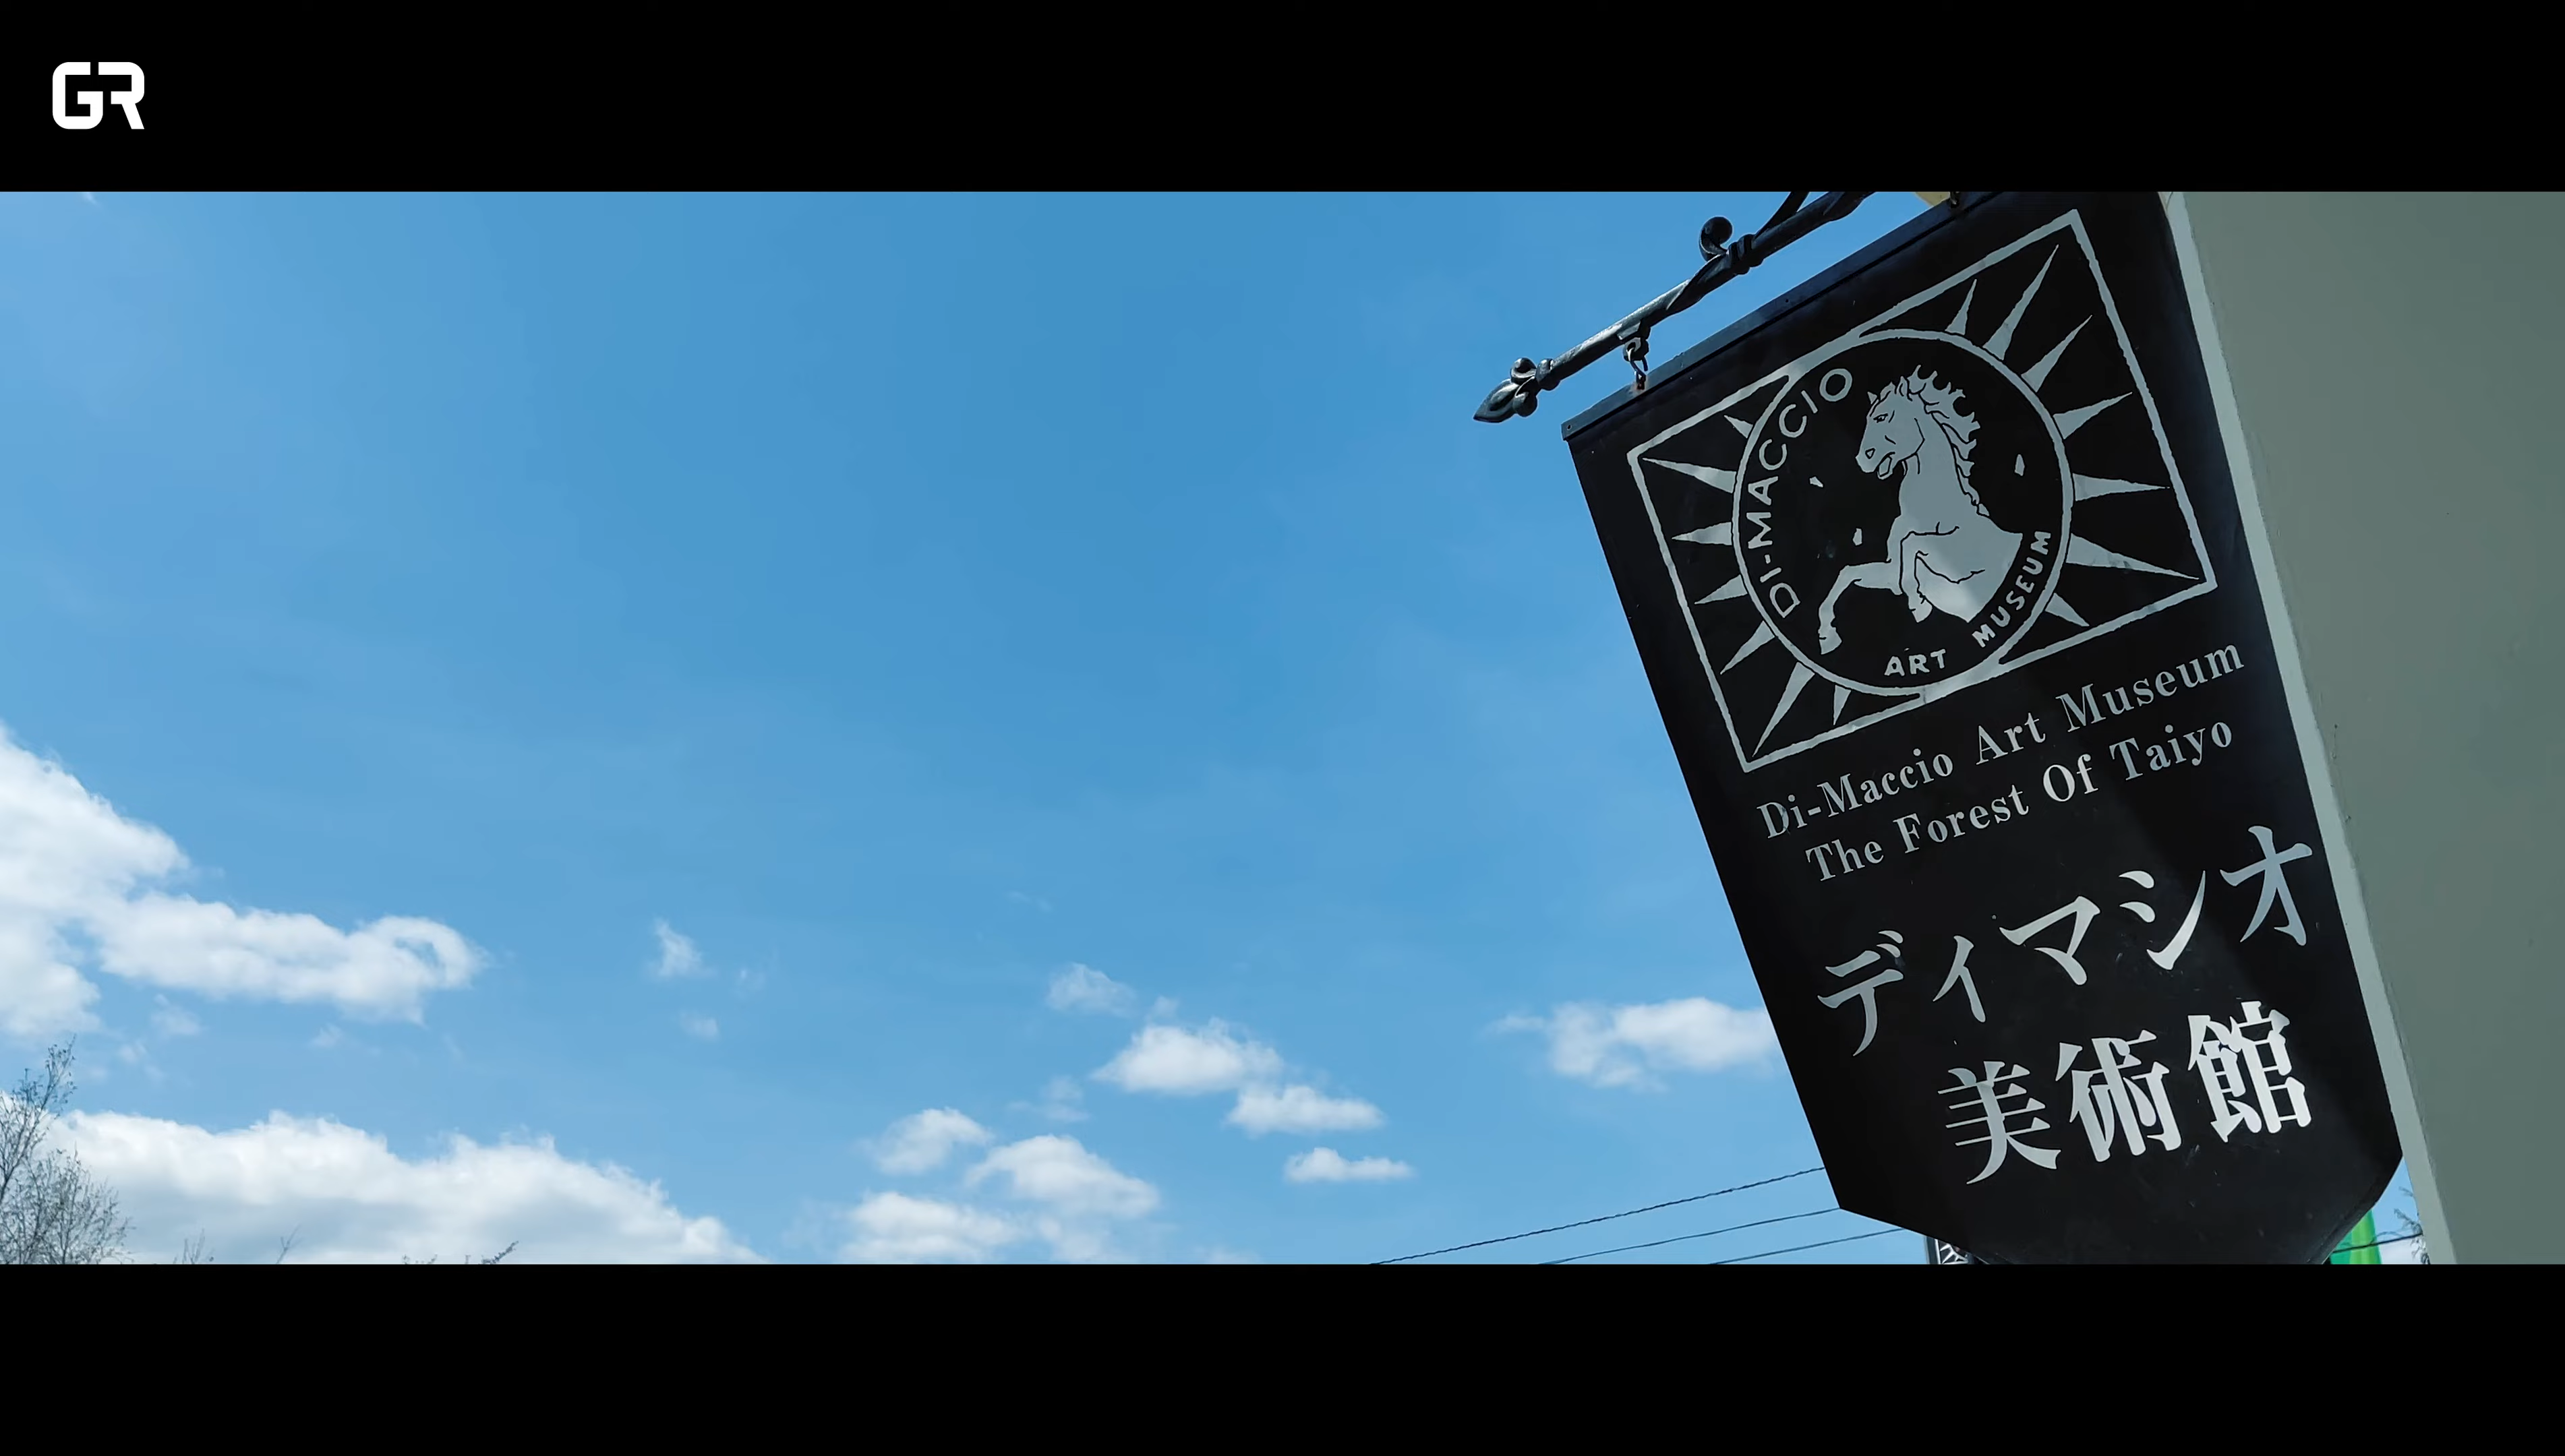 GR
DI-MACCIO
ART MUSEUM
Di-Maccio Art Museum
The Forest Of Taiyo
ディマシオ
美術館